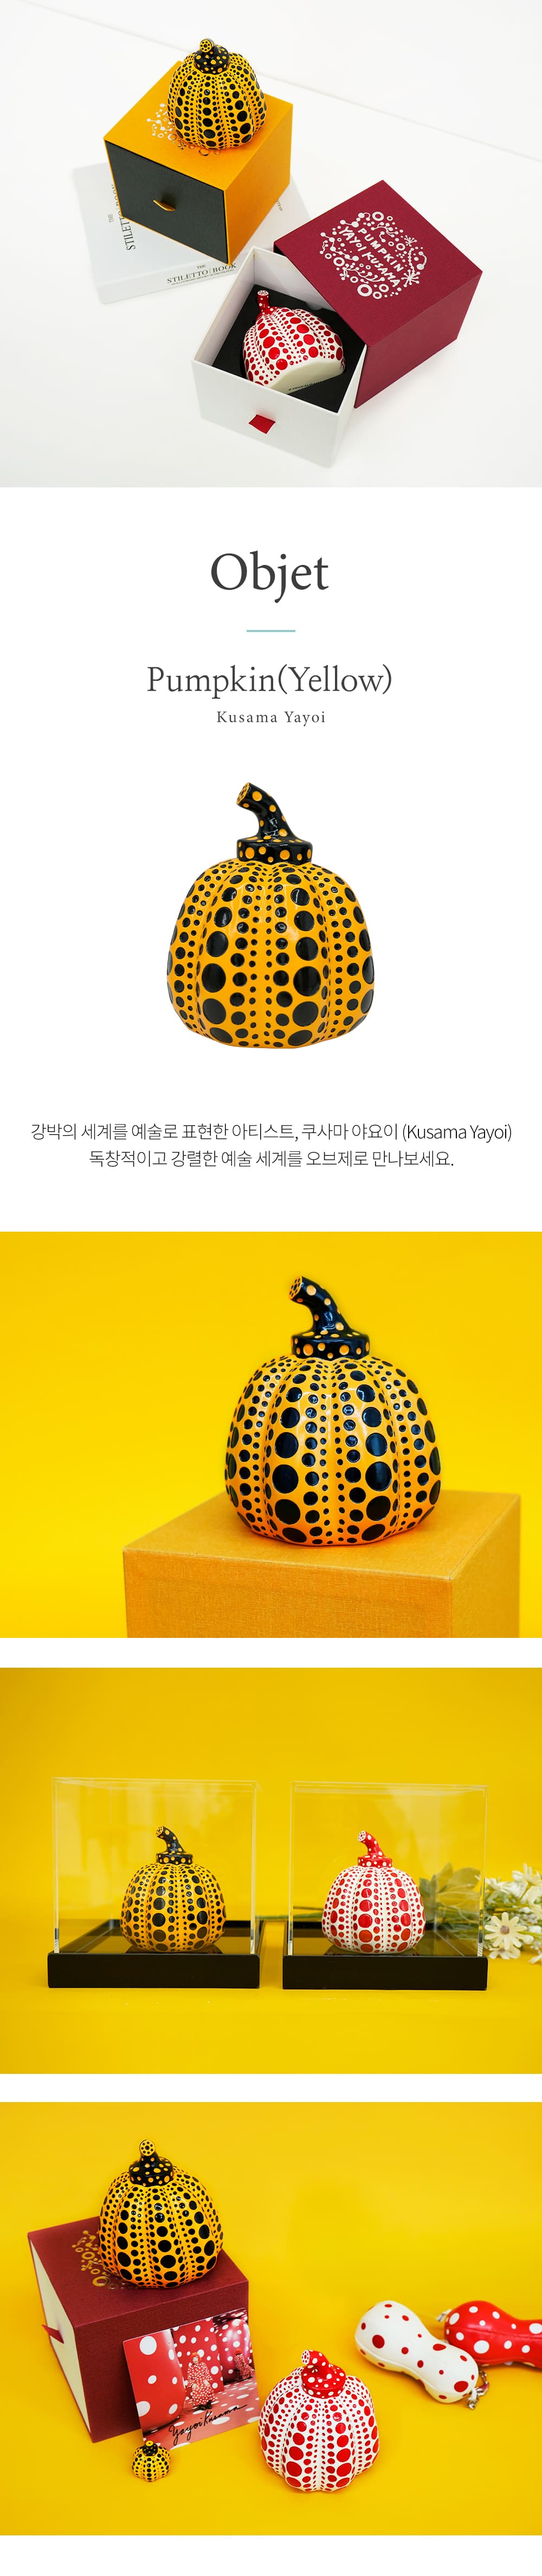 THE
STILETTO
THE
STILETTO BOOK
PUMPKIN
YAYOI KUSAMA
Objet
Pumpkin(Yellow)
Kusama Yayoi
강박의 세계를 예술로 표현한 아티스트, 쿠사마 야요이 (Kusama Yayoi)
독창적이고 강렬한 예술 세계를 오브제로 만나보세요.
Yayoi Kusama